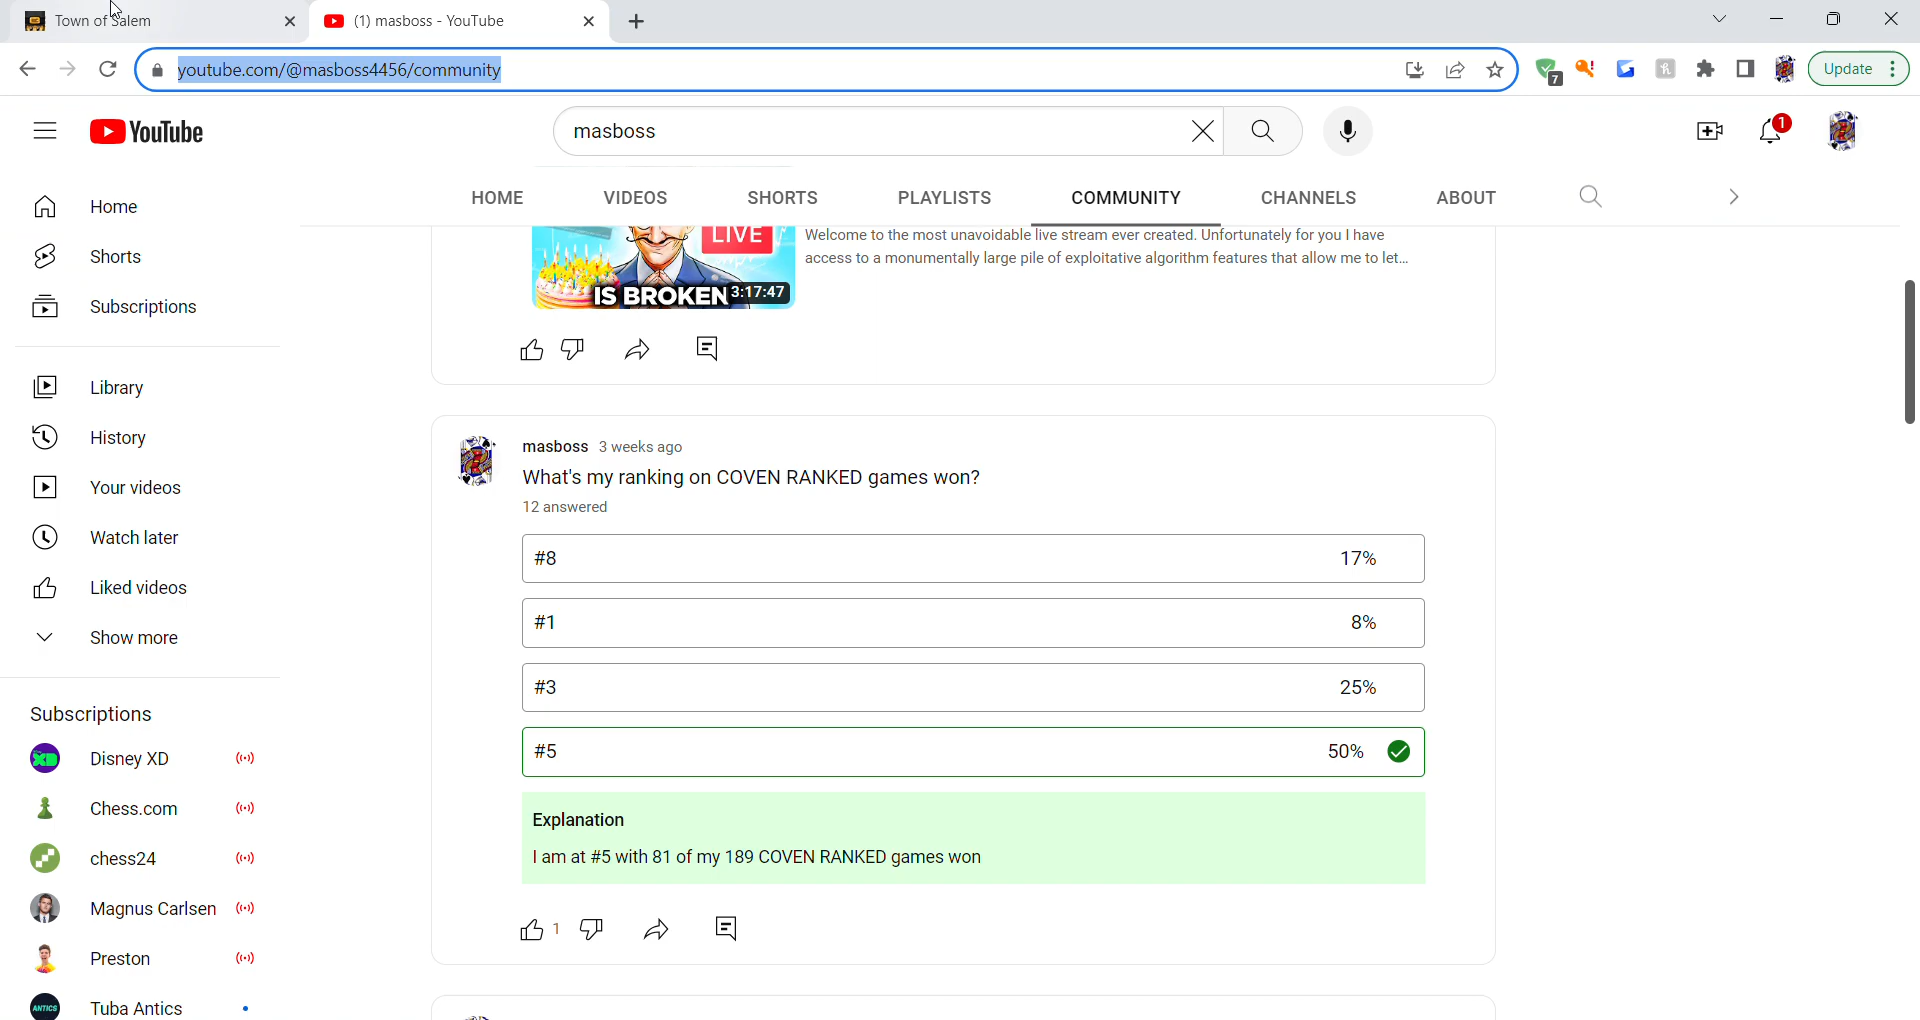 Town of Salem
(1) masboss - YouTube
youtube.com/@masboss4456/community
7
Update
YouTube
masboss
1
HOME VIDEOS SHORTS PLAYLISTS COMMUNITY CHANNELS ABOUT
Home
Shorts
Subscriptions
Library
History
Your videos
Watch later
Liked videos
Show more
Subscriptions
Disney XD
Chess.com
chess24
Magnus Carlsen
Preston
ANTICS
Tuba Antics
LIVE
IS BROKEN
3:17:47
Welcome to the most unavoidable live stream ever created. Unfortunately for you I have
access to a monumentally large pile of exploitative algorithm features that allow me to let...
masboss 3 weeks ago
What's my ranking on COVEN RANKED games won?
12 answered
#8 17%
#1 8%
#3 25%
#5 50%
Explanation
I am at #5 with 81 of my 189 COVEN RANKED games won
1